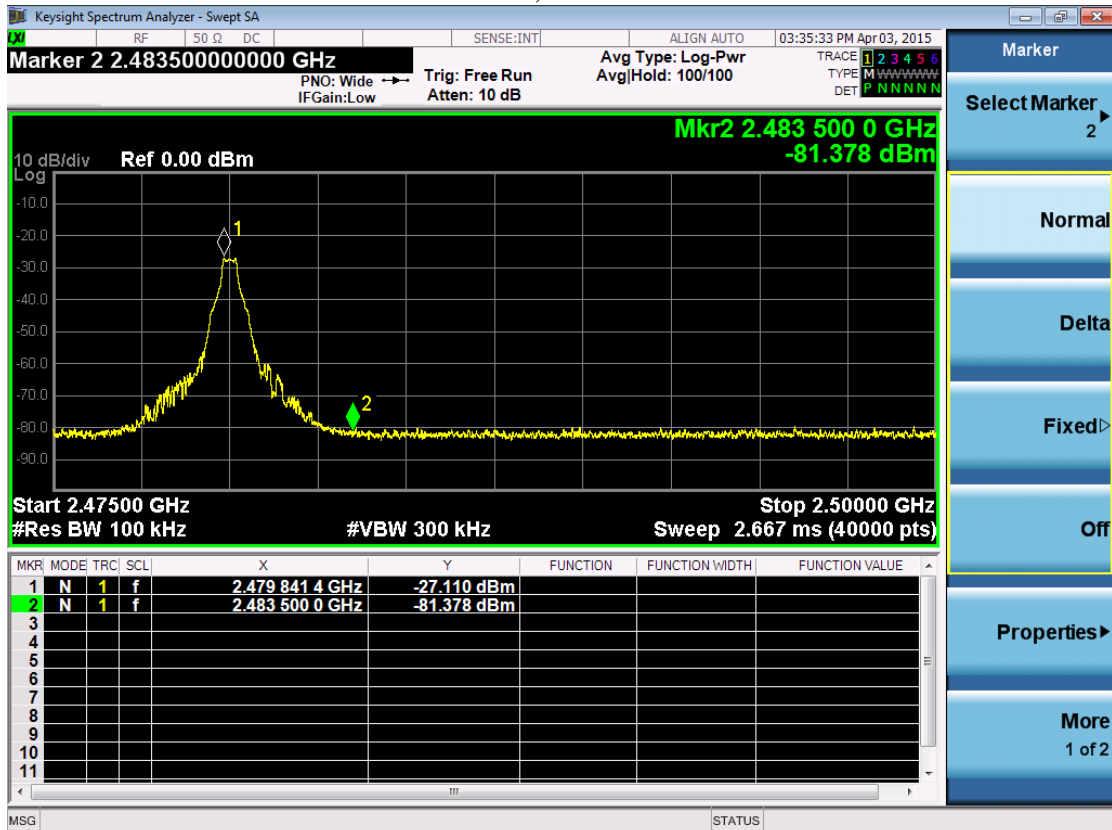 Keysight Spectrum Analyzer - Swept SA
LXI RF 50 Ω DC SENSE:INT ALIGN AUTO 03:35:33 PM Apr 03, 2015
Marker 2 2.483500000000 GHz
PNO: Wide
IFGain:Low
Trig: Free Run
Atten: 10 dB
Avg Type: Log-Pwr
Avg|Hold: 100/100
TRACE 1 2 3 4 5 6
TYPE M WWWWW
DET P N N N N N
Mkr2 2.483 500 0 GHz
-81.378 dBm
10 dB/div Ref 0.00 dBm
Log
-10.0
-20.0
-30.0
-40.0
-50.0
-60.0
-70.0
-80.0
-90.0
1
2
Start 2.47500 GHz Stop 2.50000 GHz
#Res BW 100 kHz #VBW 300 kHz Sweep 2.667 ms (40000 pts)
MKR MODE TRC SCL X Y FUNCTION FUNCTION WIDTH FUNCTION VALUE
1 N 1 f 2.479 841 4 GHz -27.110 dBm
2 N 1 f 2.483 500 0 GHz -81.378 dBm
3
4
5
6
7
8
9
10
11
MSG STATUS
Marker
Select Marker
2
Normal
Delta
Fixed
Off
Properties
More
1 of 2